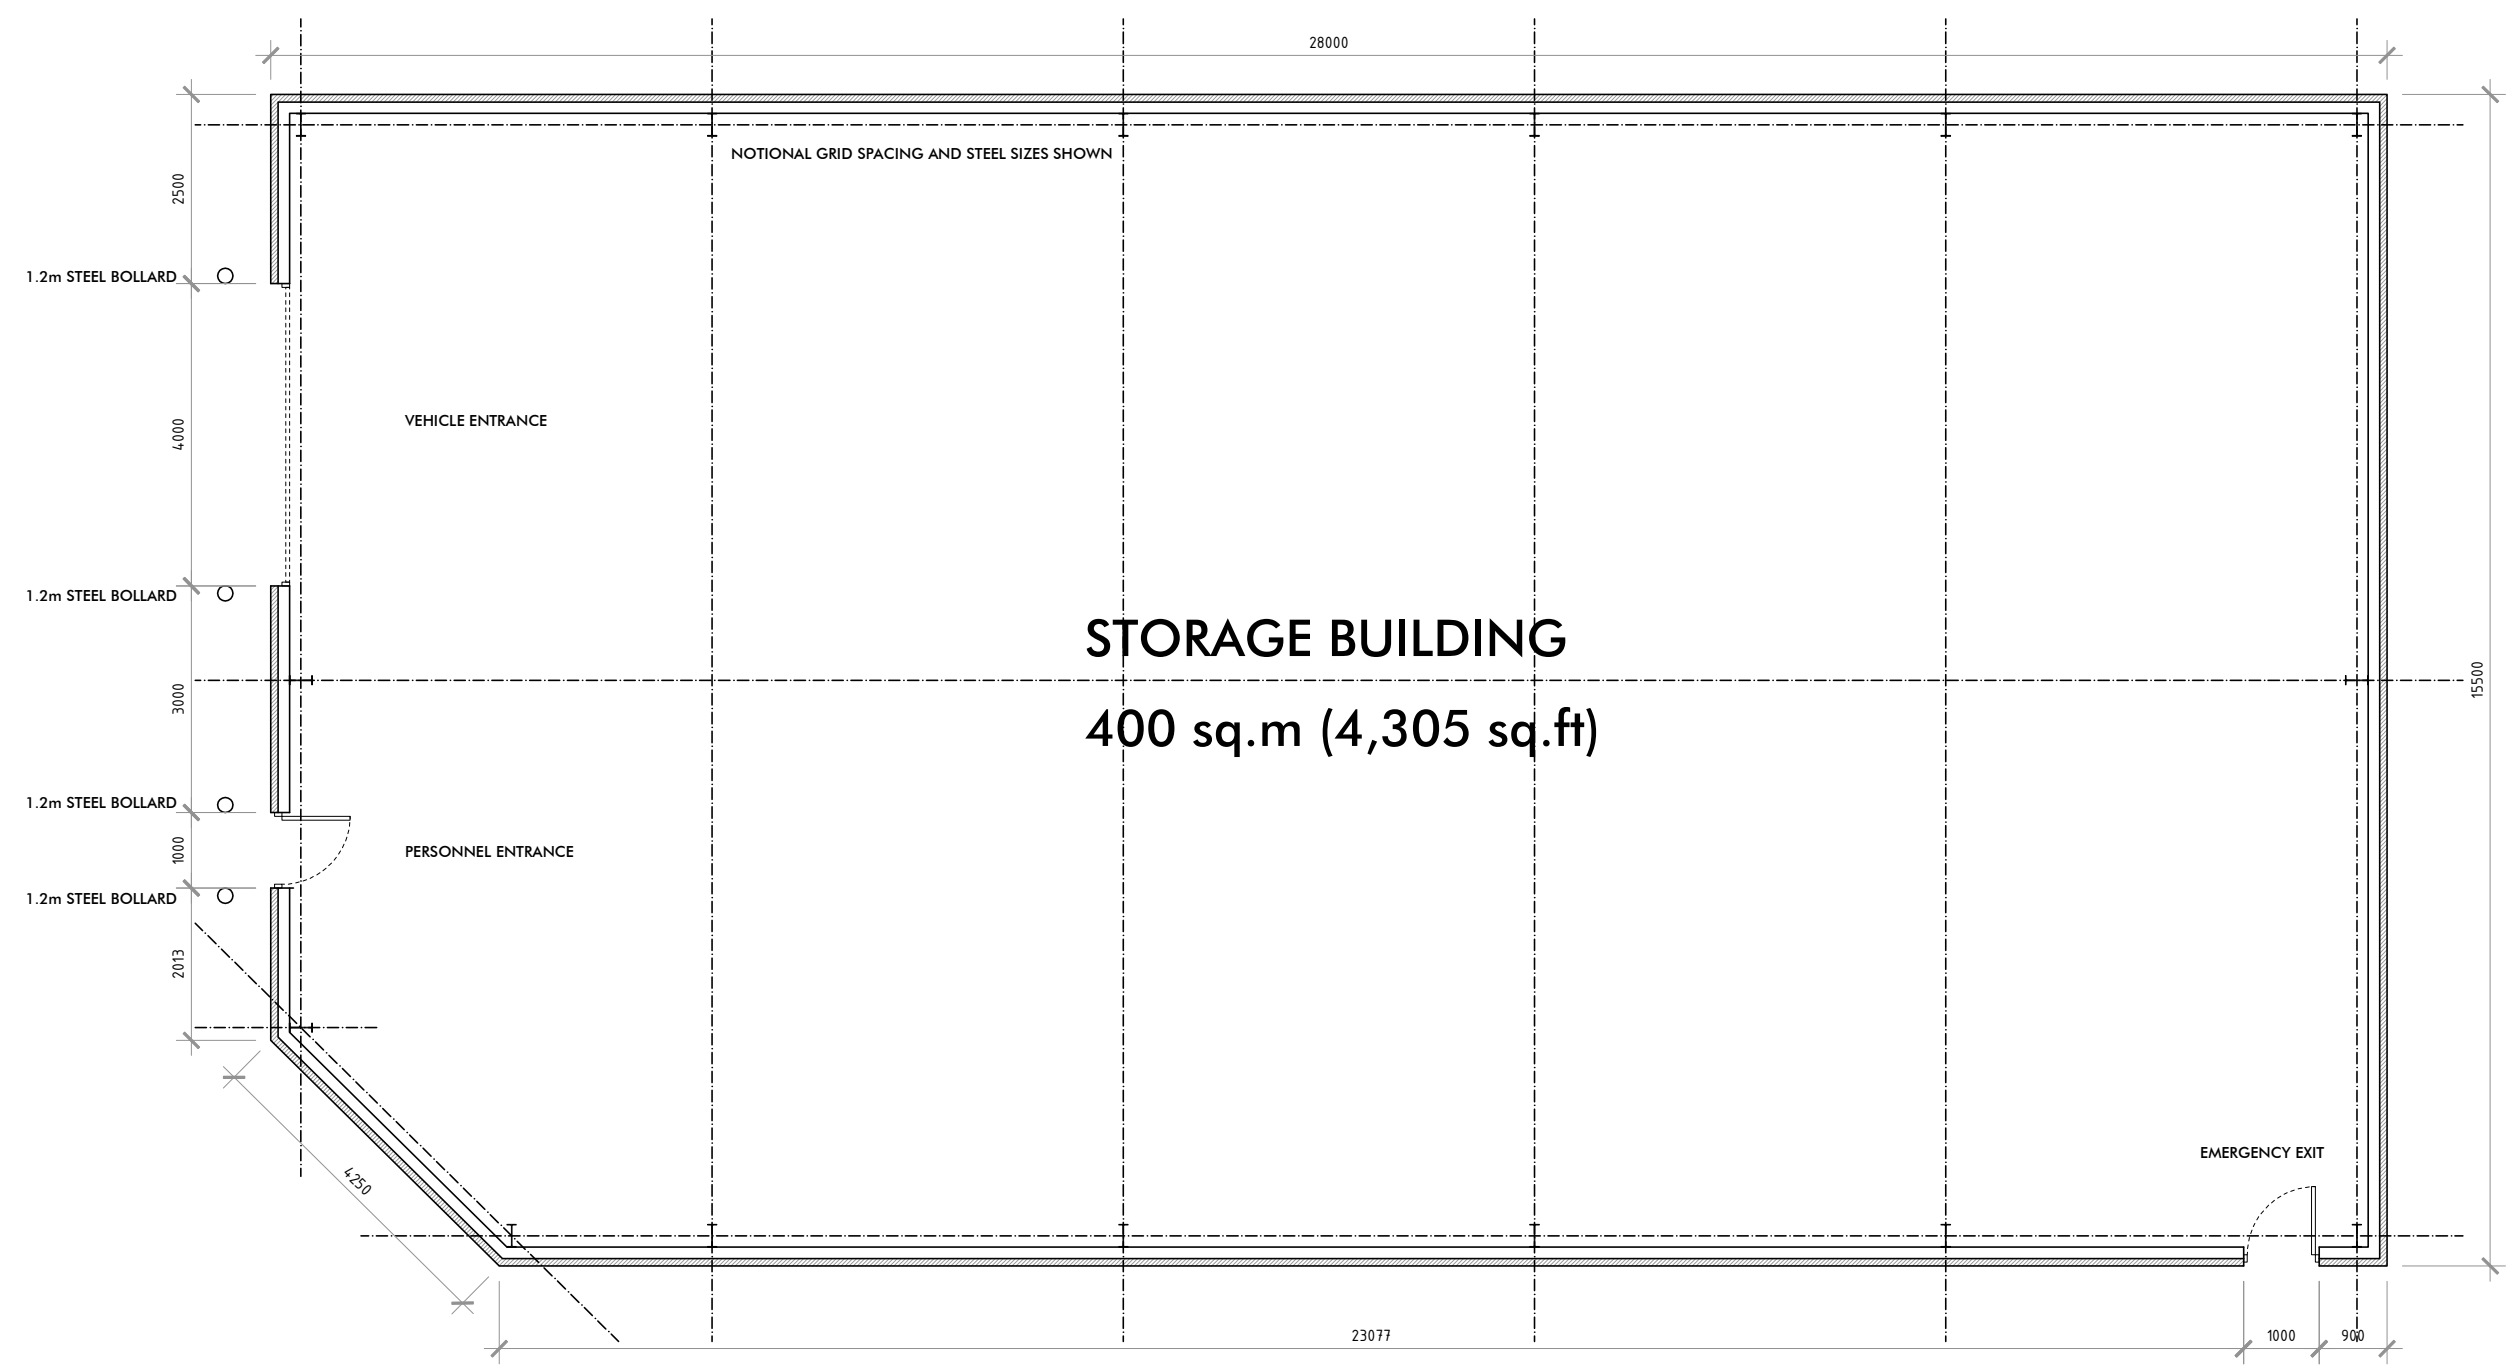 28000
NOTIONAL GRID SPACING AND STEEL SIZES SHOWN
2500
1.2m STEEL BOLLARD
VEHICLE ENTRANCE
4000
1.2m STEEL BOLLARD
STORAGE BUILDING
15500
3000
400 sq.m (4,305 sq.ft)
1.2m STEEL BOLLARD
1000
PERSONNEL ENTRANCE
1.2m STEEL BOLLARD
2013
EMERGENCY EXIT
4250
23077
1000
900